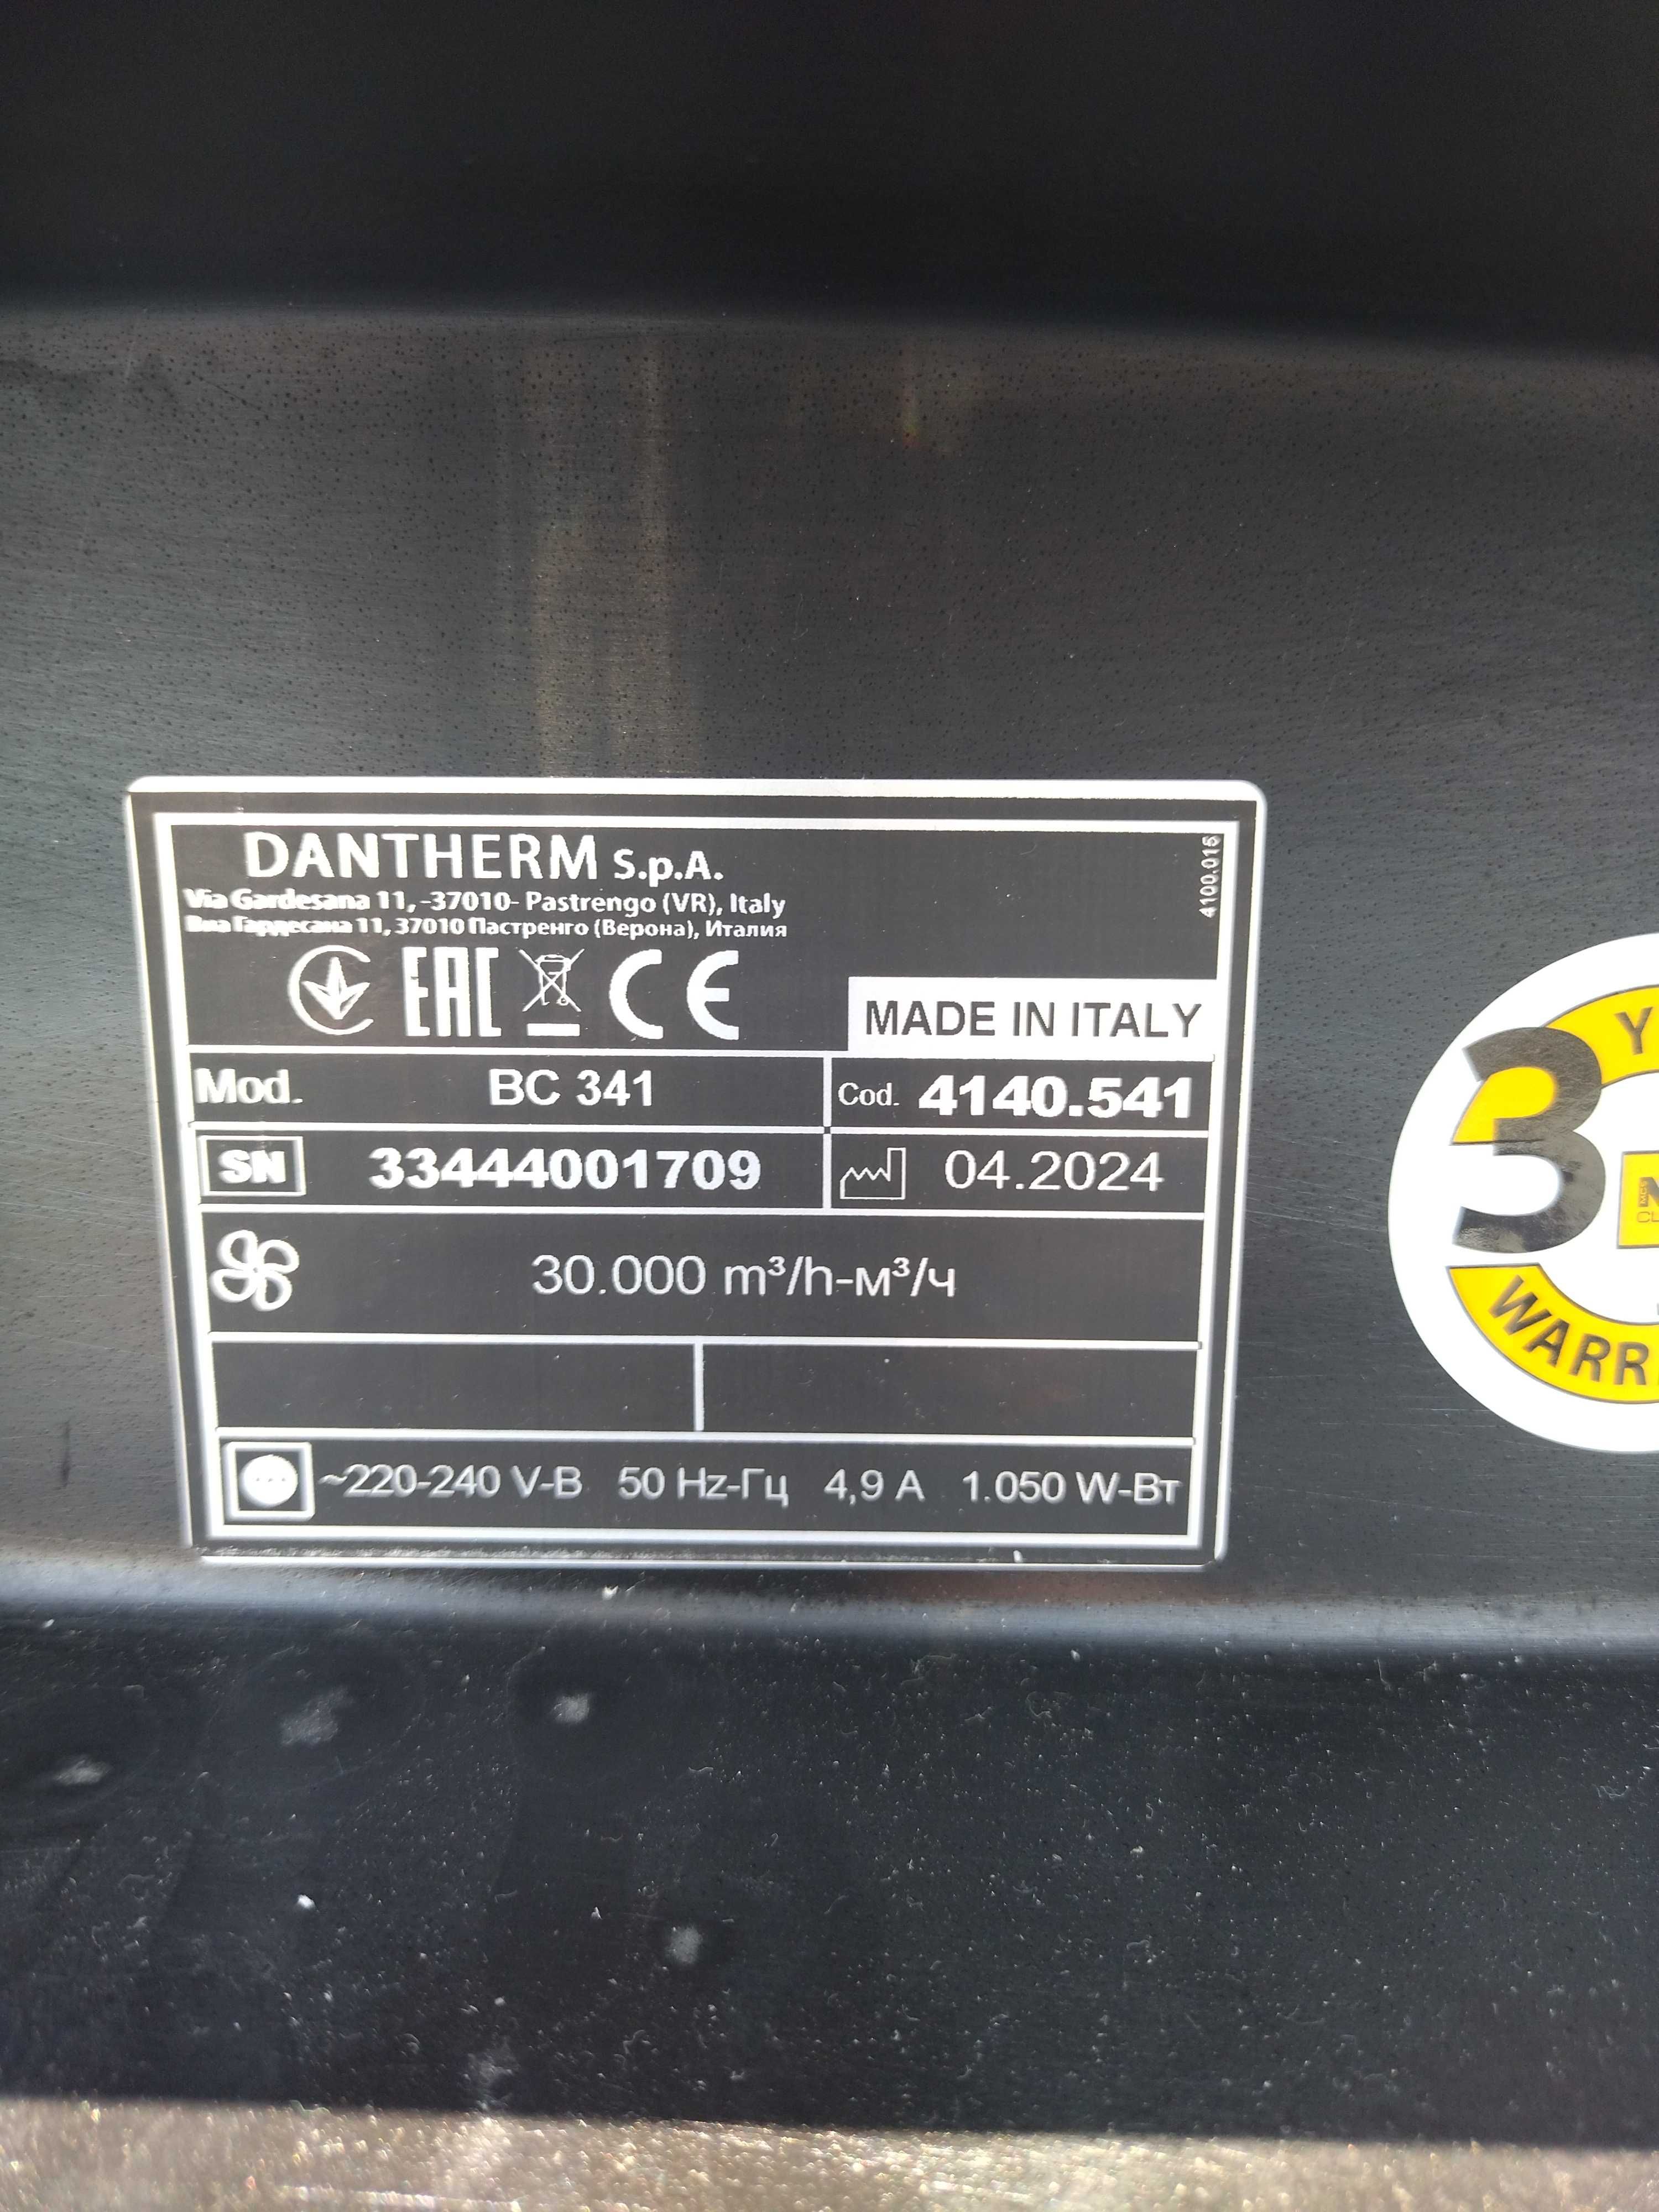 DANTHERM S.p.A.
Via Gardesana 11, -37010- Pastrengo (VR), Italy
Виа Гардесана 11, 37010 Пастренго (Верона), Италия
4100.015
EAC CE
MADE IN ITALY
Mod. BC 341 Cod. 4140.541
SN 33444001709 04.2024
30.000 m³/h-м³/ч
~220-240 V-В 50 Hz-Гц 4,9 A 1.050 W-Вт
3